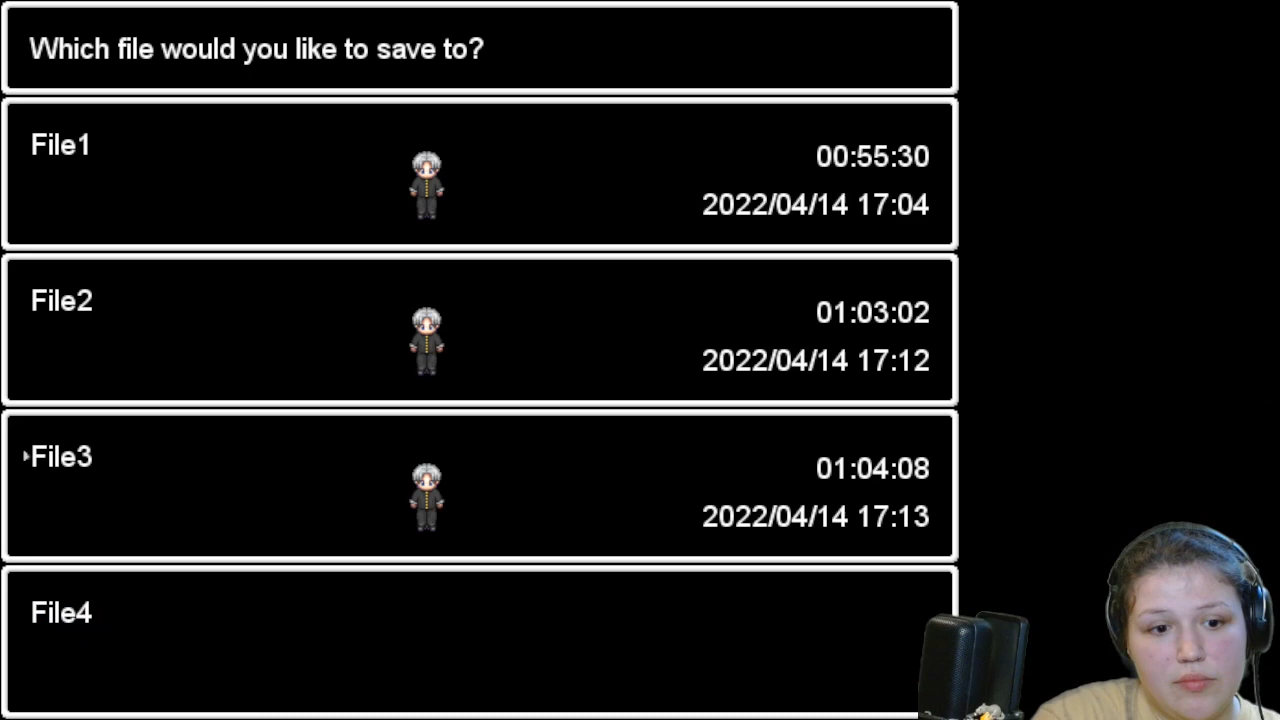 Which file would you like to save to?
File1
00:55:30
2022/04/14 17:04
File2
01:03:02
2022/04/14 17:12
File3
01:04:08
2022/04/14 17:13
File4